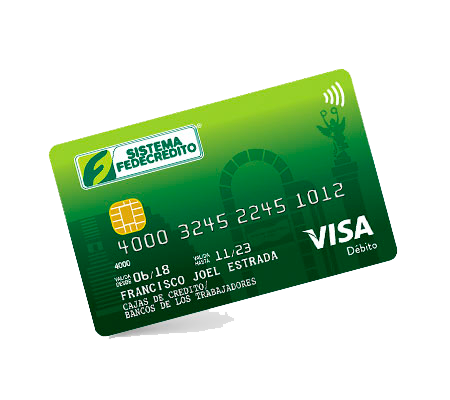 SISTEMA
FEDECREDITO®
4000 3245 2245 1012
4000
VALIDA DESDE 06/18 VALIDA HASTA 11/23
FRANCISCO JOEL ESTRADA
CAJAS DE CREDITO/
BANCOS DE LOS TRABAJADORES
VISA
Débito